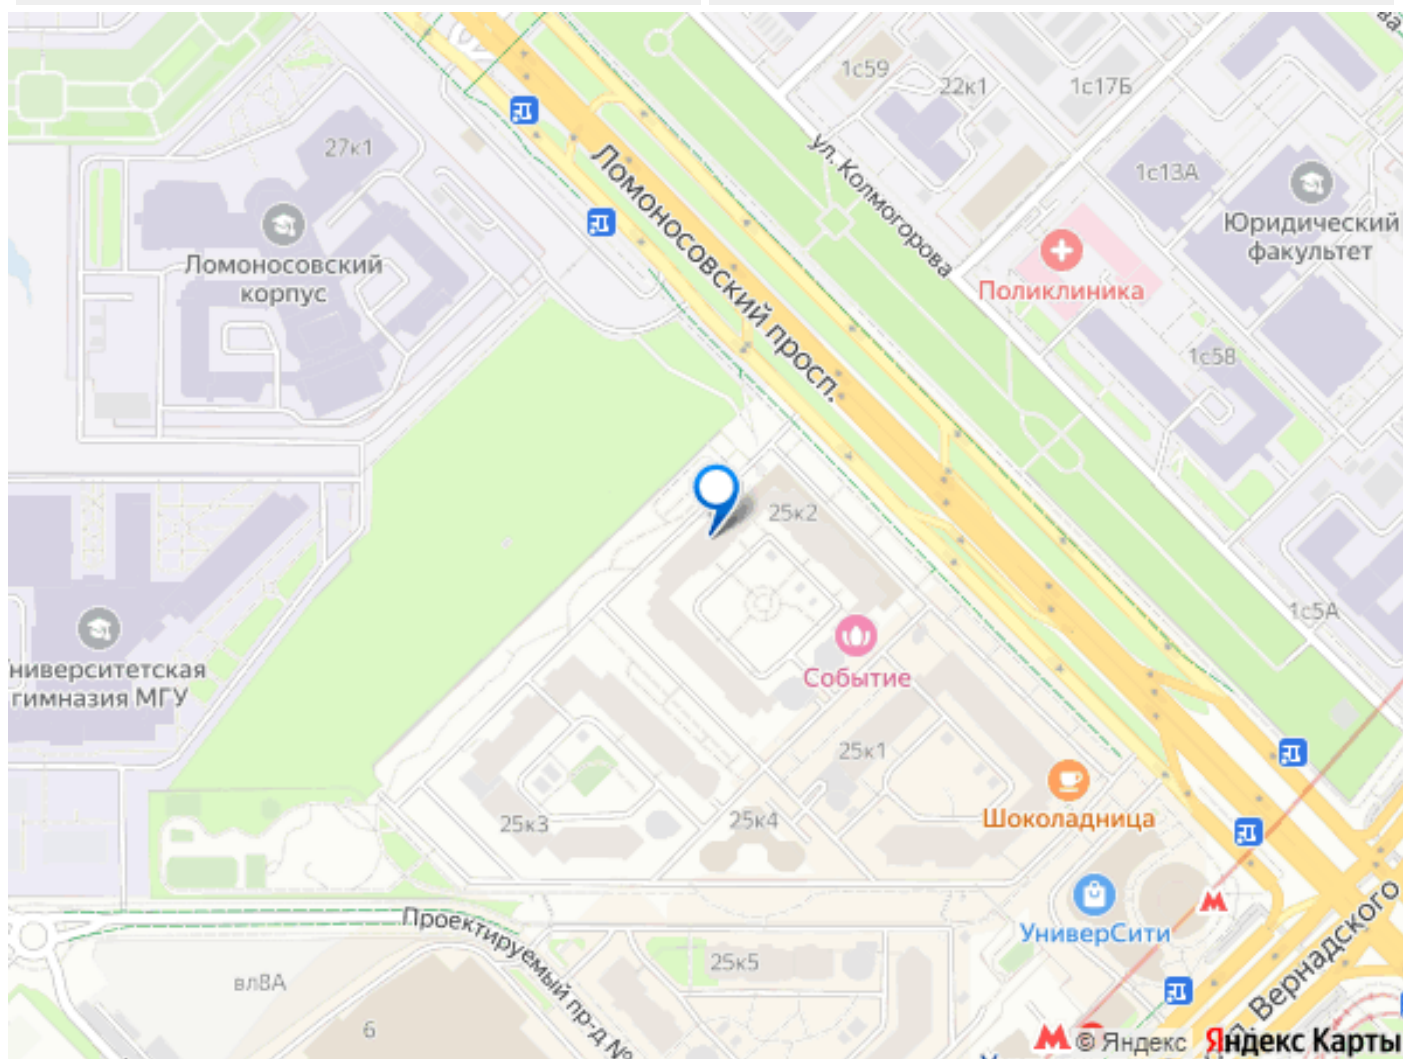 1с59
22к1
1с17Б
27к1
ул. Колмогорова
1с13А
Ломоносовский просп.
Юридический
факультет
Ломоносовский
корпус
Поликлиника
1с58
25к2
1с5А
ниверситетская
гимназия МГУ
Событие
25к1
Шоколадница
25к3
25к4
УниверСити
Проектируемый пр-д №
25к5
вл8А
6
Вернадского
© Яндекс Яндекс Карты